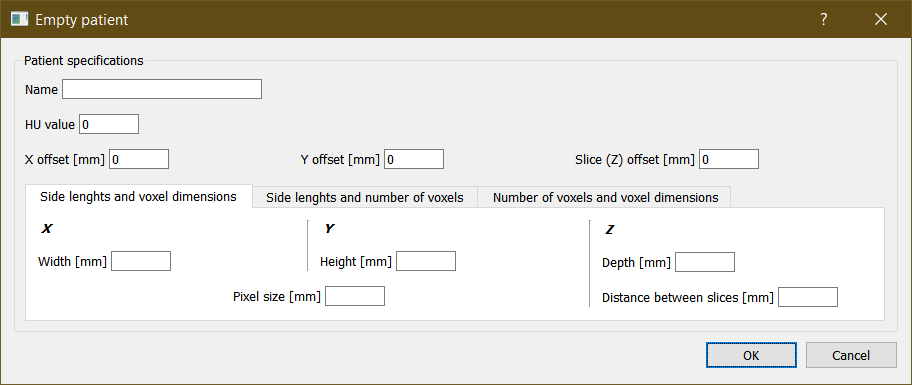 Empty patient
Patient specifications
Name
HU value 0
X offset [mm] 0 Y offset [mm] 0 Slice (Z) offset [mm] 0
Side lenghts and voxel dimensions Side lenghts and number of voxels Number of voxels and voxel dimensions
X Y Z
Width [mm] Height [mm] Depth [mm]
Pixel size [mm] Distance between slices [mm]
OK Cancel